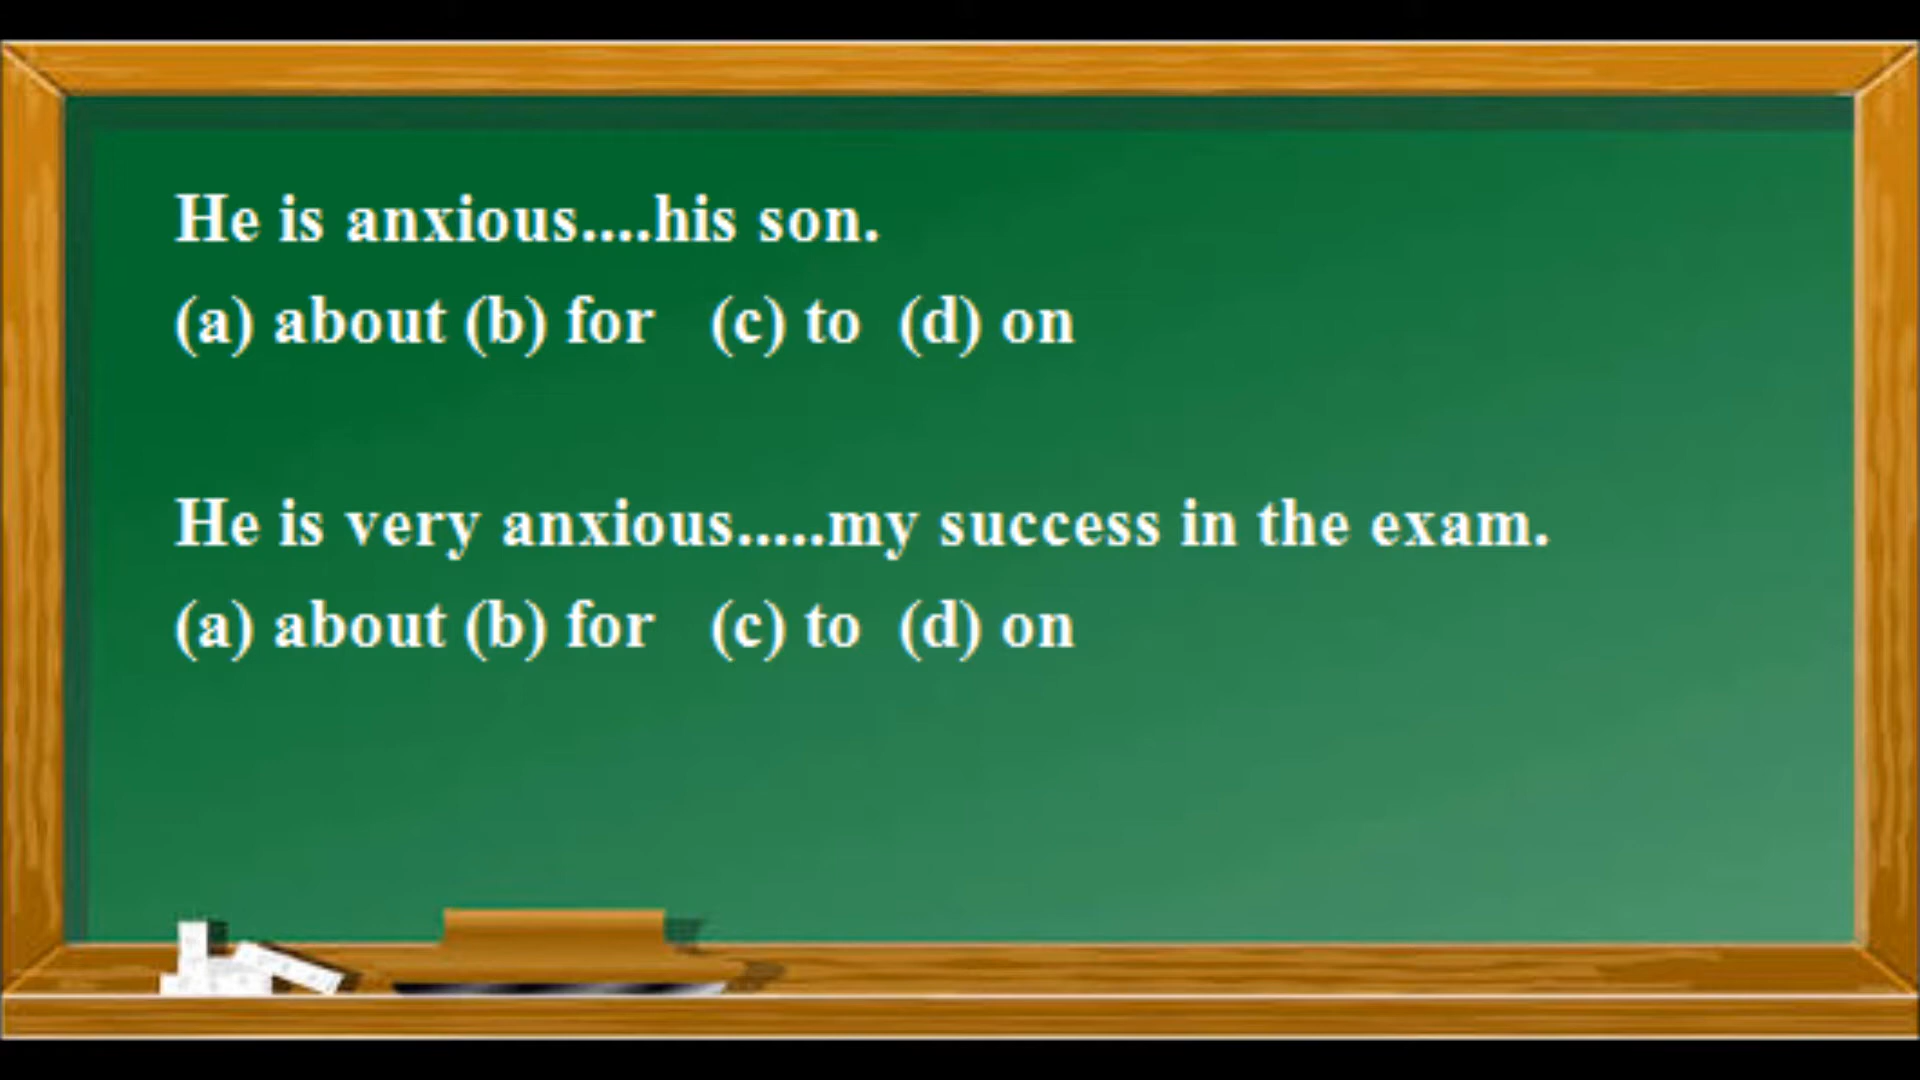 He is anxious....his son.
(a) about (b) for (c) to (d) on
He is very anxious.....my success in the exam.
(a) about (b) for (c) to (d) on